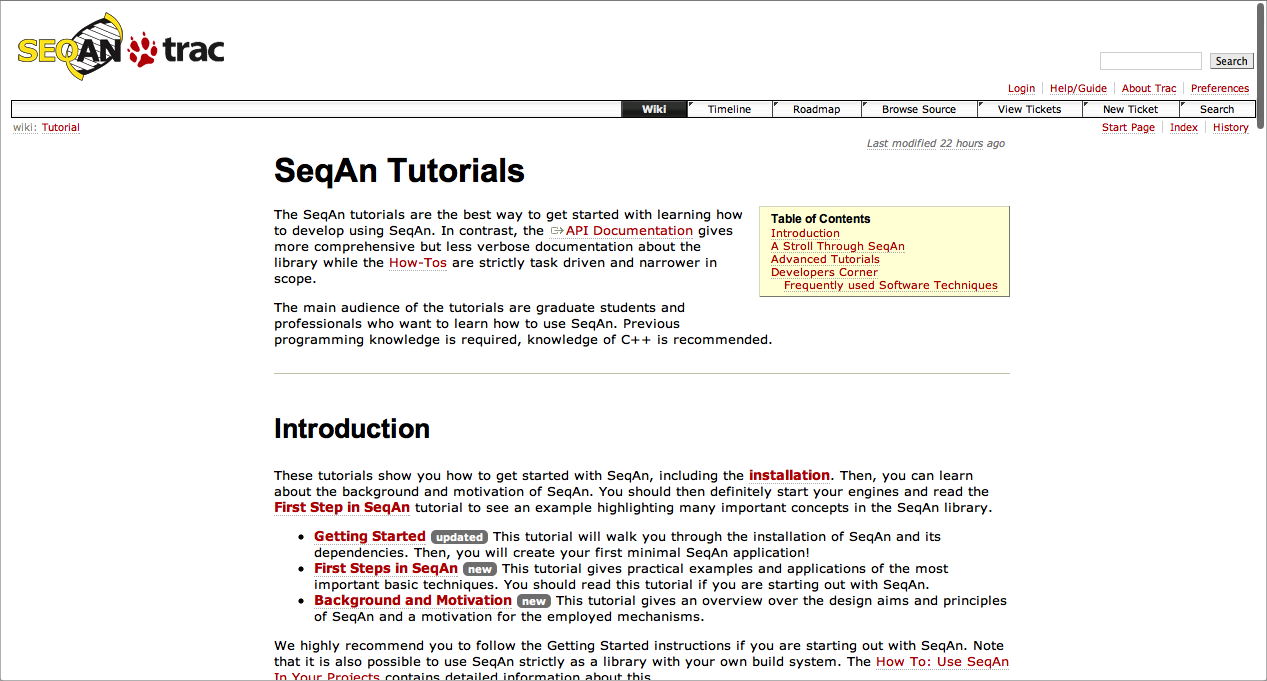 SEQAN trac
Search
Login Help/Guide About Trac Preferences
Wiki Timeline Roadmap Browse Source View Tickets New Ticket Search
wiki: Tutorial
Start Page Index History
Last modified 22 hours ago
SeqAn Tutorials
The SeqAn tutorials are the best way to get started with learning how
to develop using SeqAn. In contrast, the API Documentation gives
more comprehensive but less verbose documentation about the
library while the How-Tos are strictly task driven and narrower in
scope.
Table of Contents
Introduction
A Stroll Through SeqAn
Advanced Tutorials
Developers Corner
Frequently used Software Techniques
The main audience of the tutorials are graduate students and
professionals who want to learn how to use SeqAn. Previous
programming knowledge is required, knowledge of C++ is recommended.
Introduction
These tutorials show you how to get started with SeqAn, including the installation. Then, you can learn
about the background and motivation of SeqAn. You should then definitely start your engines and read the
First Step in SeqAn tutorial to see an example highlighting many important concepts in the SeqAn library.
• Getting Started updated This tutorial will walk you through the installation of SeqAn and its
dependencies. Then, you will create your first minimal SeqAn application!
• First Steps in SeqAn new This tutorial gives practical examples and applications of the most
important basic techniques. You should read this tutorial if you are starting out with SeqAn.
• Background and Motivation new This tutorial gives an overview over the design aims and principles
of SeqAn and a motivation for the employed mechanisms.
We highly recommend you to follow the Getting Started instructions if you are starting out with SeqAn. Note
that it is also possible to use SeqAn strictly as a library with your own build system. The How To: Use SeqAn
In Your Projects contains detailed information about this.